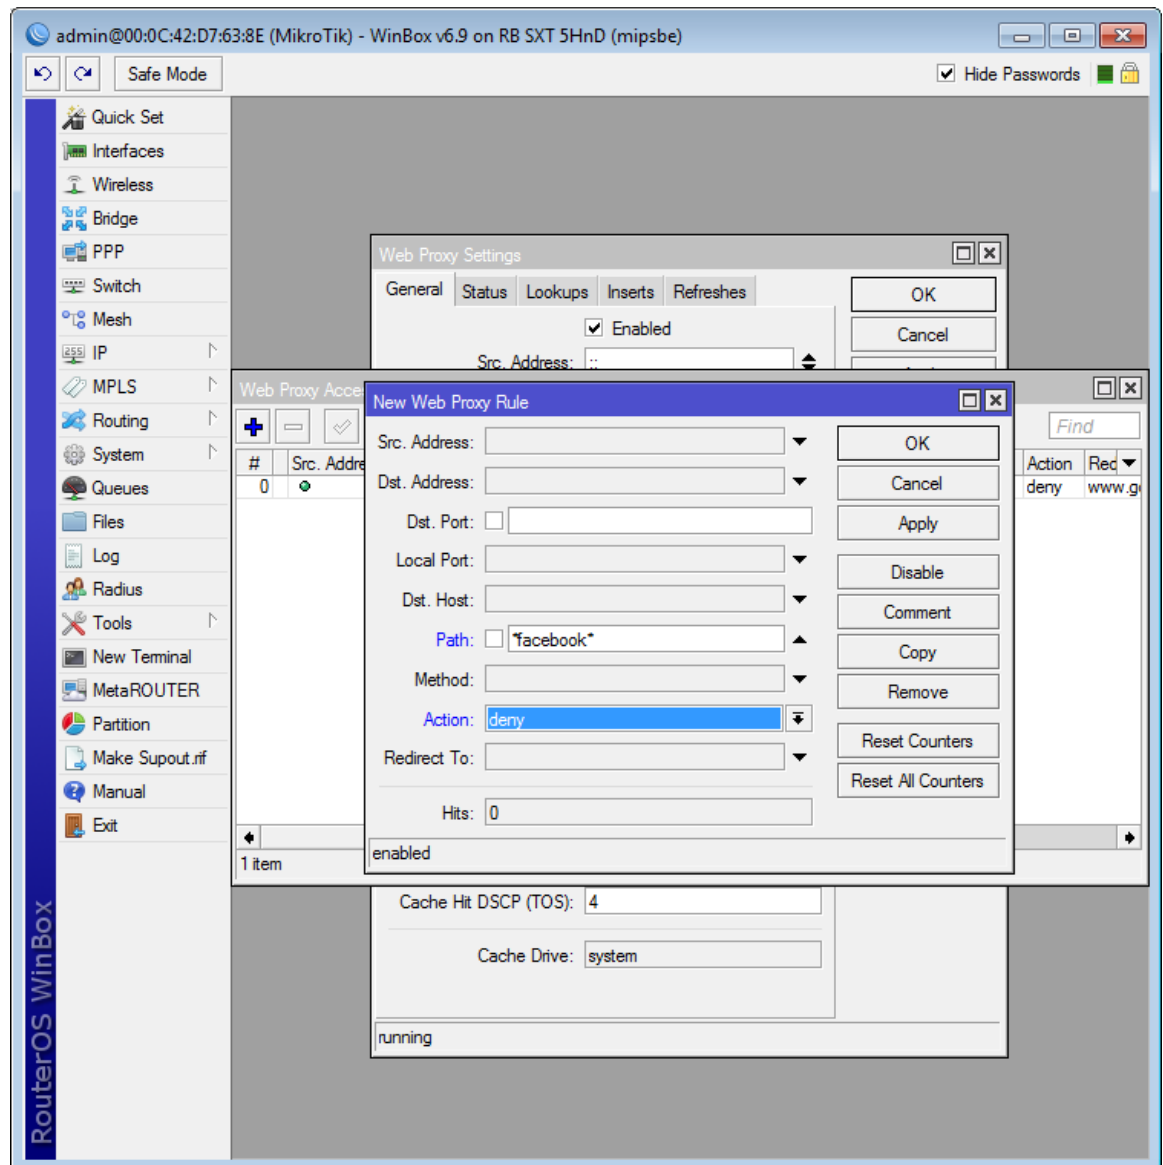 admin@00:0C:42:D7:63:8E (MikroTik) - WinBox v6.9 on RB SXT 5HnD (mipsbe)
Safe Mode
Hide Passwords
Quick Set
Interfaces
Wireless
Bridge
PPP
Switch
Mesh
IP
MPLS
Routing
System
Queues
Files
Log
Radius
Tools
New Terminal
MetaROUTER
Partition
Make Supout.rif
Manual
Exit
RouterOS WinBox
Web Proxy Settings
General Status Lookups Inserts Refreshes
OK
Enabled
Cancel
Src. Address: ::
Web Proxy Acce
Find
# Src. Addre Action Red
0 deny www.g
1 item
New Web Proxy Rule
Src. Address:
Dst. Address:
Dst. Port:
Local Port:
Dst. Host:
Path: *facebook*
Method:
Action: deny
Redirect To:
Hits: 0
enabled
OK
Cancel
Apply
Disable
Comment
Copy
Remove
Reset Counters
Reset All Counters
Cache Hit DSCP (TOS): 4
Cache Drive: system
running